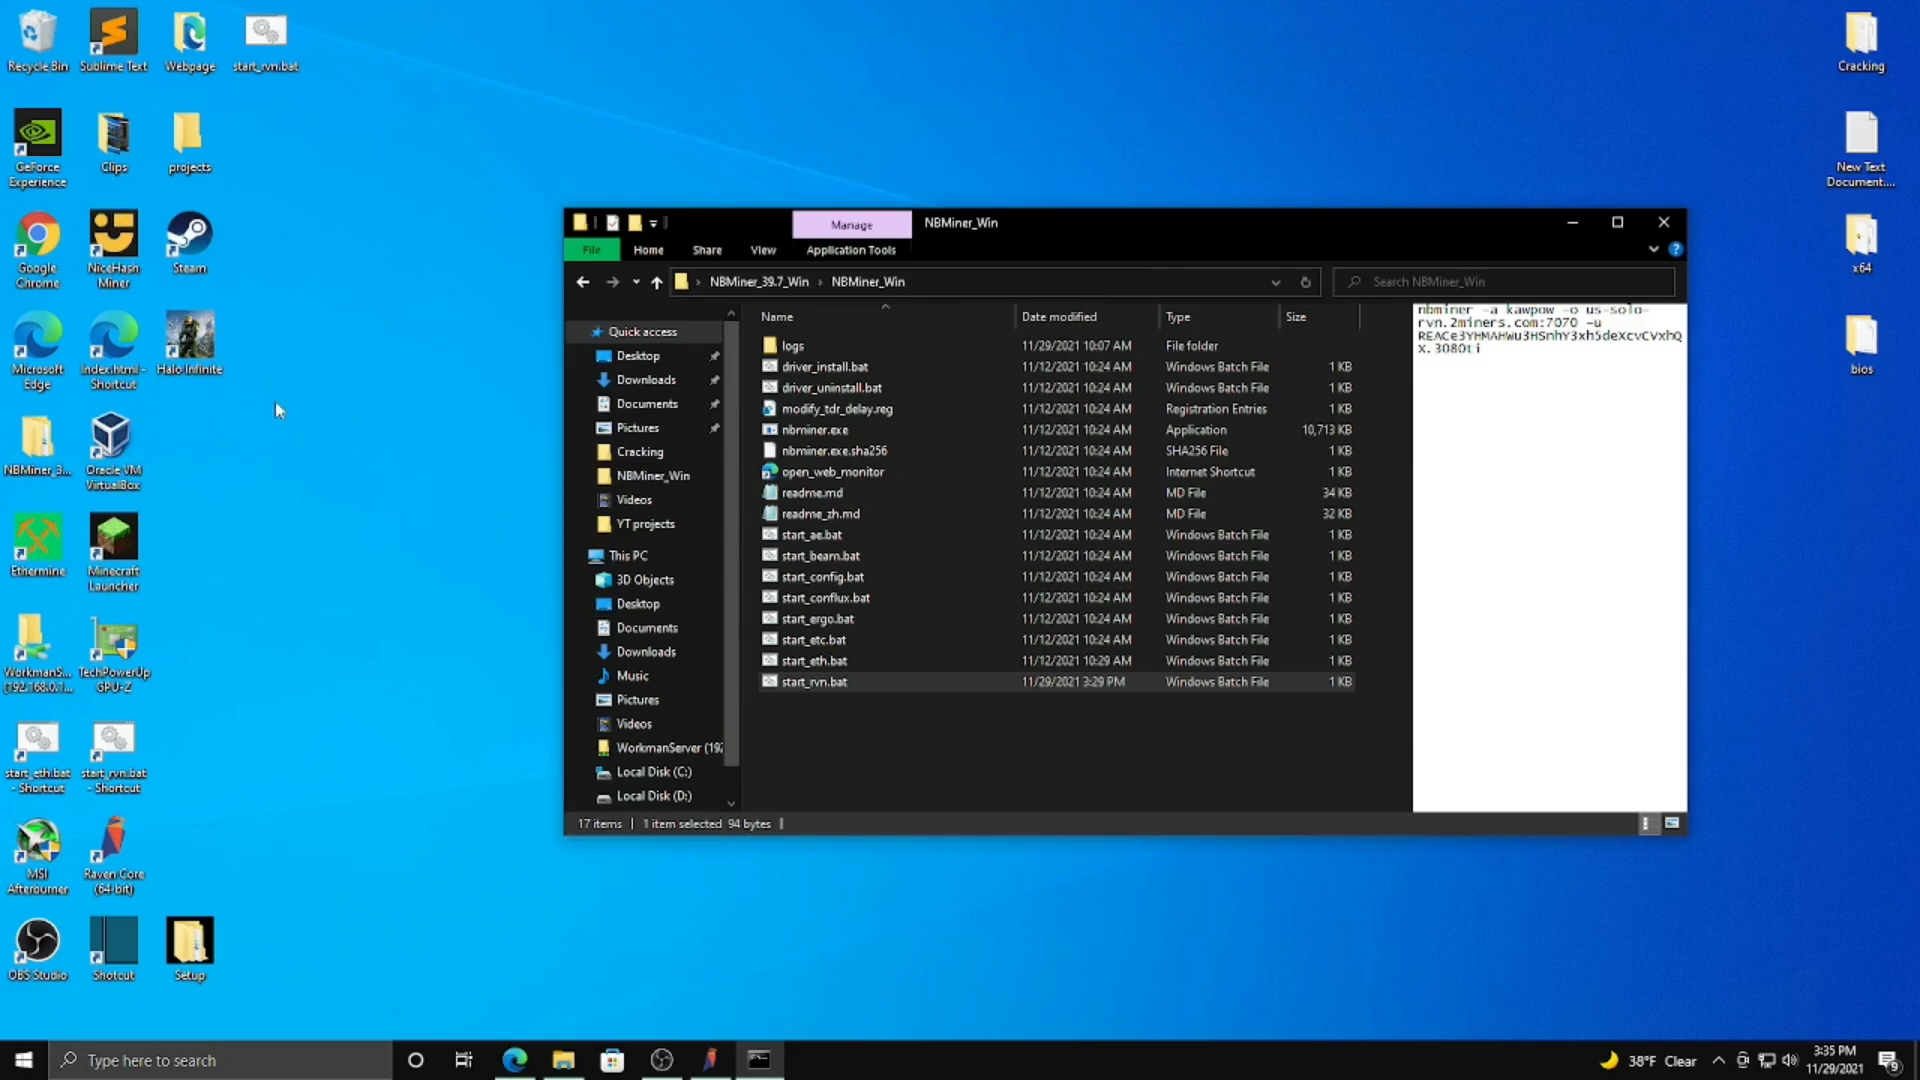 Recycle Bin
Sublime Text
Webpage
start_rvn.bat
GeForce
Experience
Clips
projects
Google
Chrome
NiceHash
Miner
Steam
Microsoft
Edge
Index.html -
Shortcut
Halo Infinite
NBMiner_3...
Oracle VM
VirtualBox
Ethermine
Minecraft
Launcher
WorkmanS...
(192.168.0.1...
TechPowerUp
GPU-Z
start_eth.bat
- Shortcut
start_rvn.bat
- Shortcut
MSI
Afterburner
Raven Core
(64-bit)
OBS Studio
Shotcut
Setup
Manage
NBMiner_Win
File
Home
Share
View
Application Tools
NBMiner_39.7_Win
NBMiner_Win
Search NBMiner_Win
Quick access
Desktop
Downloads
Documents
Pictures
Cracking
NBMiner_Win
Videos
YT projects
This PC
3D Objects
Desktop
Documents
Downloads
Music
Pictures
Videos
WorkmanServer (192
Local Disk (C:)
Local Disk (D:)
Name Date modified Type Size
logs 11/29/2021 10:07 AM File folder
driver_install.bat 11/12/2021 10:24 AM Windows Batch File 1 KB
driver_uninstall.bat 11/12/2021 10:24 AM Windows Batch File 1 KB
modify_tdr_delay.reg 11/12/2021 10:24 AM Registration Entries 1 KB
nbminer.exe 11/12/2021 10:24 AM Application 10,713 KB
nbminer.exe.sha256 11/12/2021 10:24 AM SHA256 File 1 KB
open_web_monitor 11/12/2021 10:24 AM Internet Shortcut 1 KB
readme.md 11/12/2021 10:24 AM MD File 34 KB
readme_zh.md 11/12/2021 10:24 AM MD File 32 KB
start_ae.bat 11/12/2021 10:24 AM Windows Batch File 1 KB
start_beam.bat 11/12/2021 10:24 AM Windows Batch File 1 KB
start_config.bat 11/12/2021 10:24 AM Windows Batch File 1 KB
start_conflux.bat 11/12/2021 10:24 AM Windows Batch File 1 KB
start_ergo.bat 11/12/2021 10:24 AM Windows Batch File 1 KB
start_etc.bat 11/12/2021 10:24 AM Windows Batch File 1 KB
start_eth.bat 11/12/2021 10:29 AM Windows Batch File 1 KB
start_rvn.bat 11/29/2021 3:29 PM Windows Batch File 1 KB
nbminer -a kawpow -o us-solo-
rvn.2miners.com:7070 -u
REACe3YHMAHWu3HSnhY3xh5deXcvCVxhQ
X.3080ti
17 items
1 item selected 94 bytes
Cracking
New Text
Document....
x64
bios
Type here to search
38°F Clear
3:35 PM
11/29/2021
9